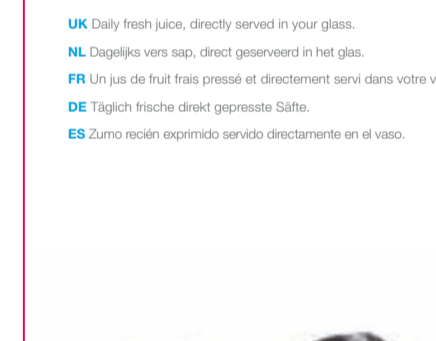 UK Daily fresh juice, directly served in your glass.
NL Dagelijks vers sap, direct geserveerd in het glas.
FR Un jus de fruit frais pressé et directement servi dans votre
DE Täglich frische direkt gepresste Säfte.
ES Zumo recién exprimido servido directamente en el vaso.